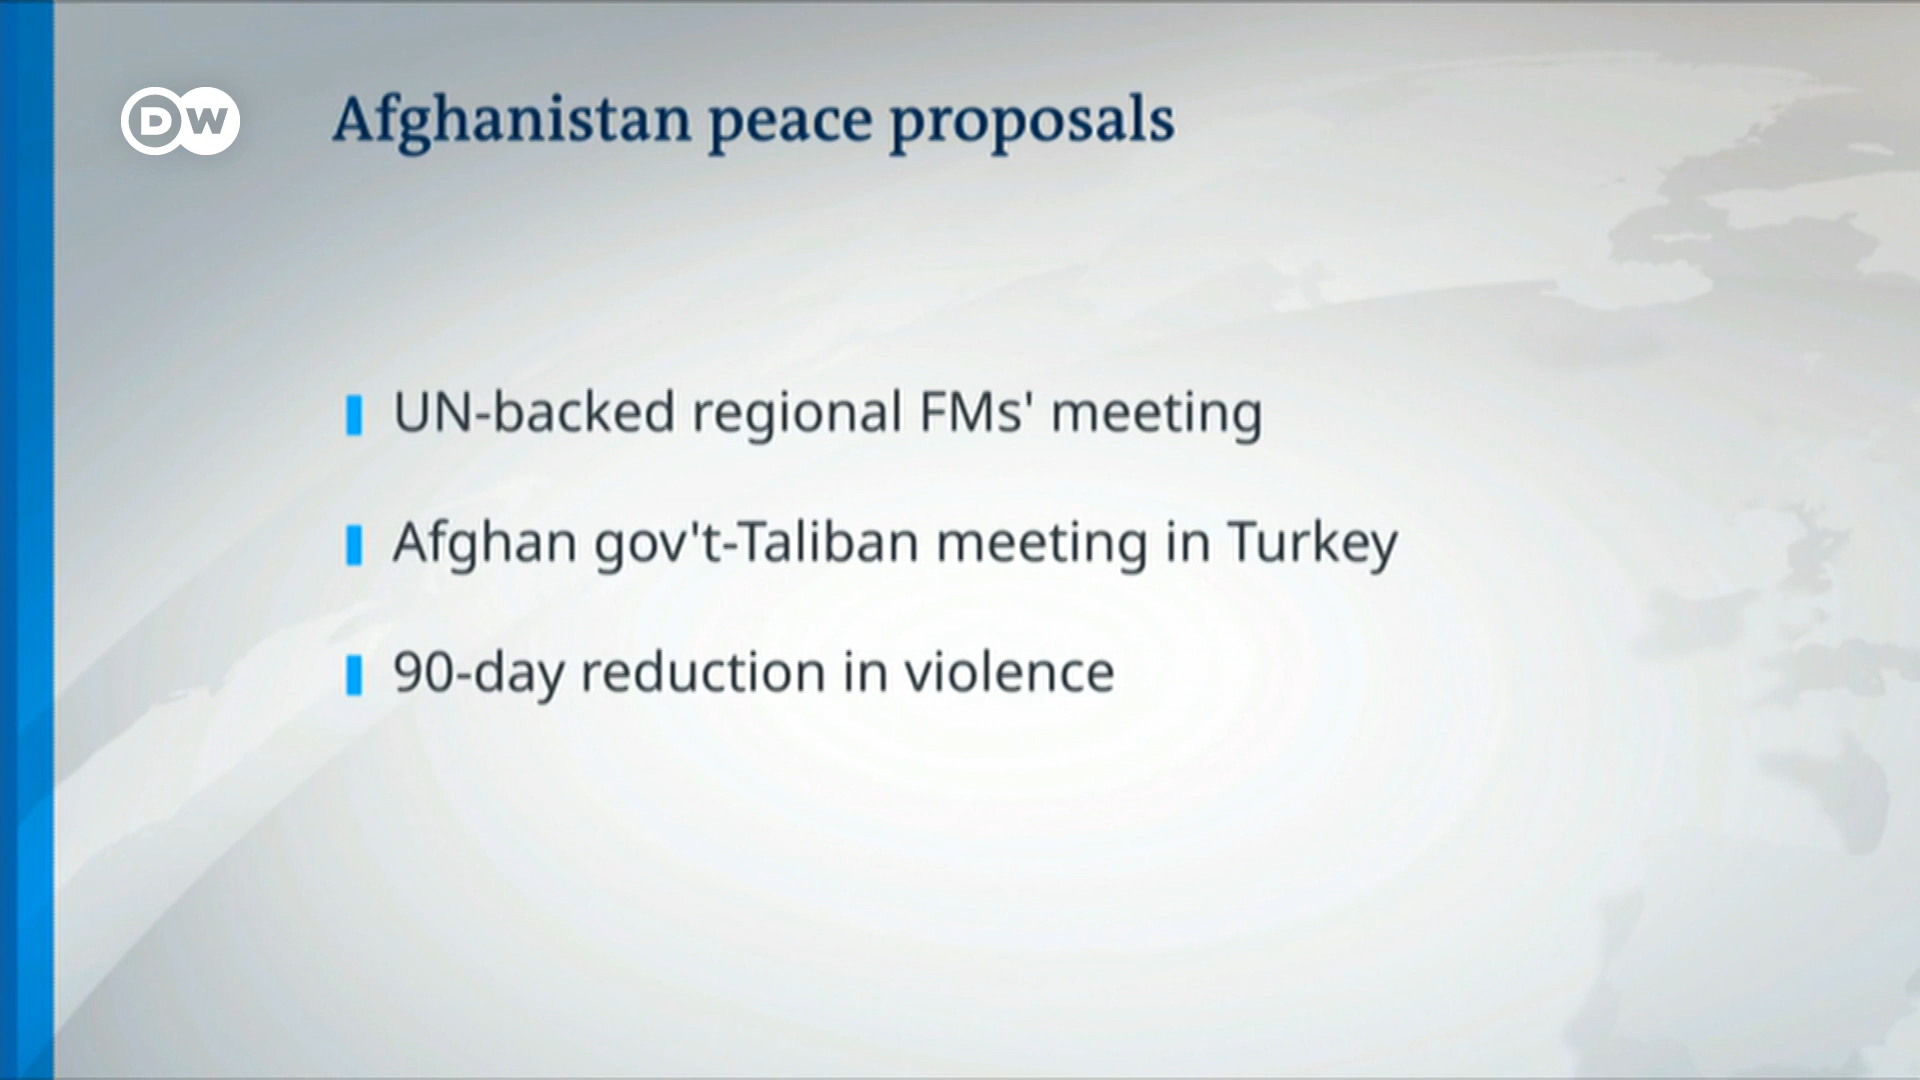 DW
Afghanistan peace proposals
UN-backed regional FMs' meeting
Afghan gov't-Taliban meeting in Turkey
90-day reduction in violence